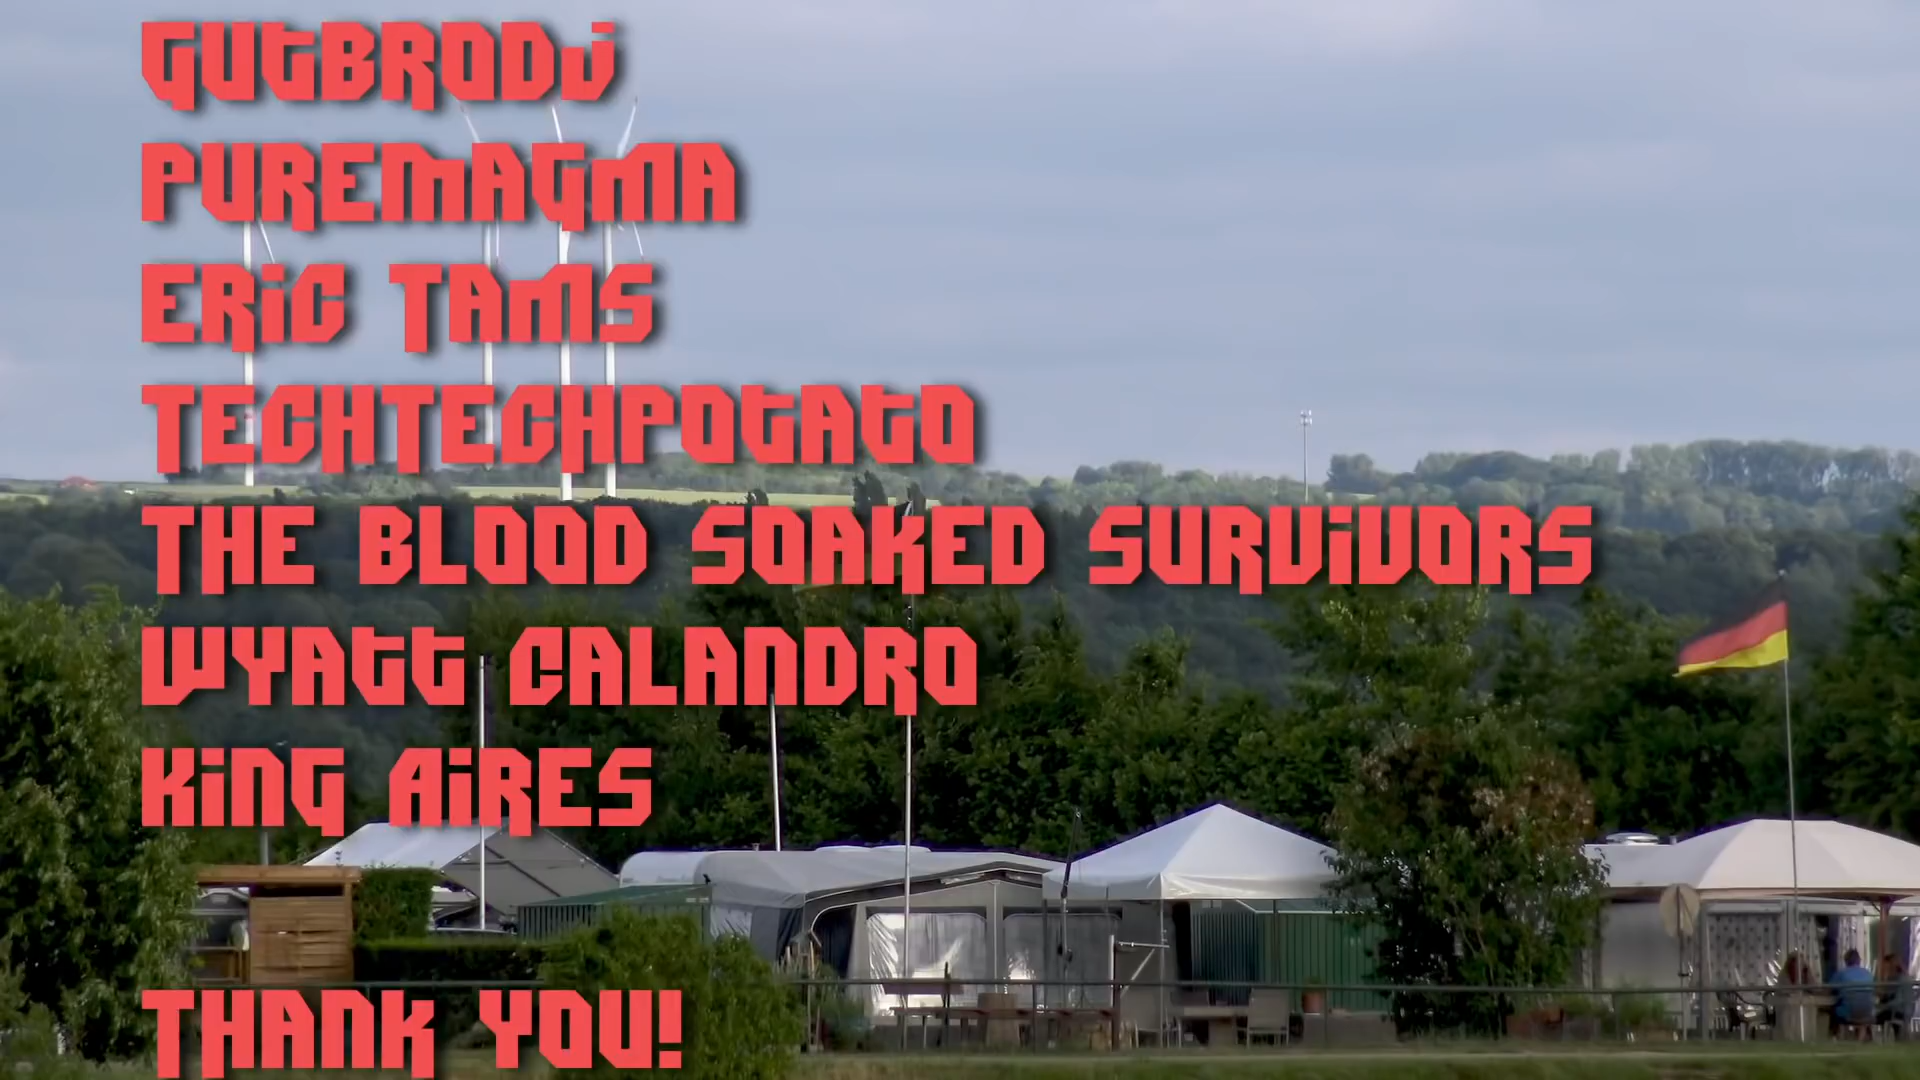 GUTBRODJ
PUREMAGMA
ERIC TAMS
TECHTECHPOTATO
THE BLOOD SOAKED SURVIVORS
WYATT CALANDRO
KING AIRES
THANK YOU!